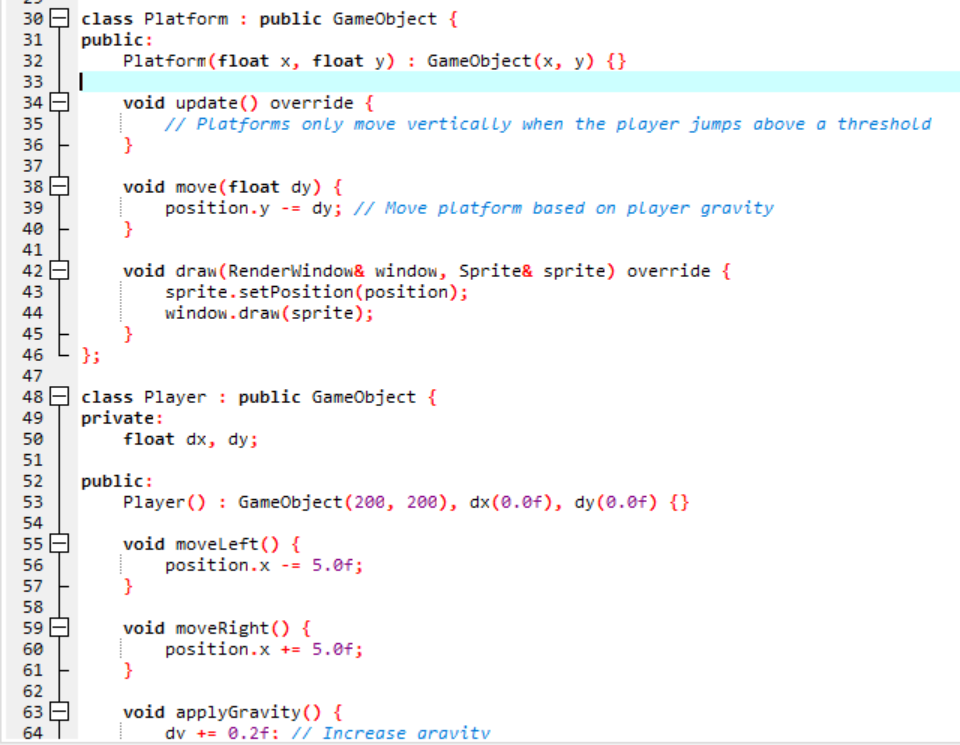 29
30 class Platform : public GameObject {
31 public:
32     Platform(float x, float y) : GameObject(x, y) {}
33
34     void update() override {
35         // Platforms only move vertically when the player jumps above a threshold
36     }
37
38     void move(float dy) {
39         position.y -= dy; // Move platform based on player gravity
40     }
41
42     void draw(RenderWindow& window, Sprite& sprite) override {
43         sprite.setPosition(position);
44         window.draw(sprite);
45     }
46 };
47
48 class Player : public GameObject {
49 private:
50     float dx, dy;
51
52 public:
53     Player() : GameObject(200, 200), dx(0.0f), dy(0.0f) {}
54
55     void moveLeft() {
56         position.x -= 5.0f;
57     }
58
59     void moveRight() {
60         position.x += 5.0f;
61     }
62
63     void applyGravity() {
64         dy += 0.2f; // Increase gravity